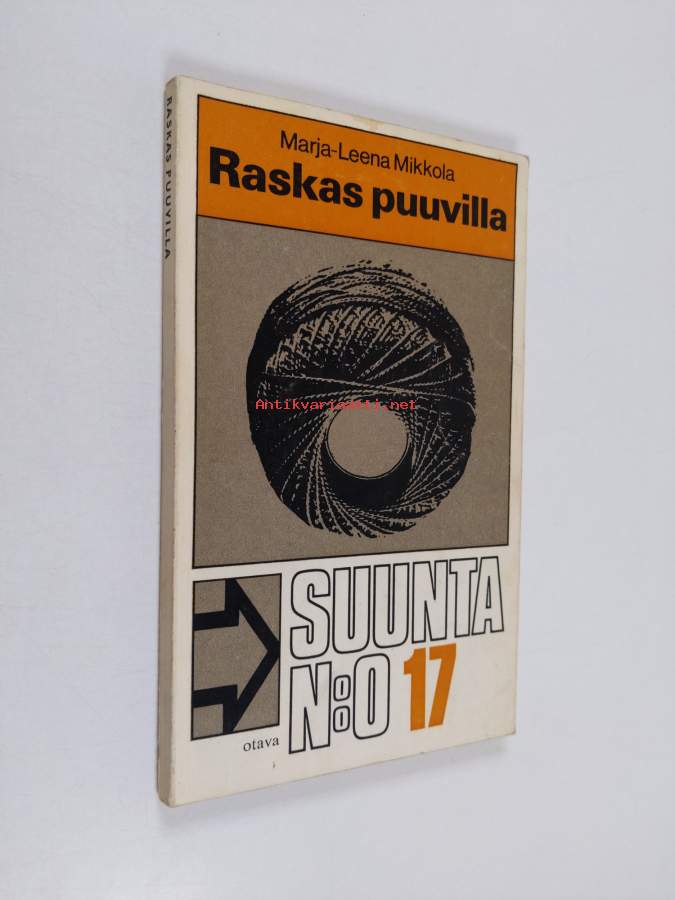 RASKAS PUUVILLA
Marja-Leena Mikkola
Raskas puuvilla
Antikvariaatti.net
SUUNTA
N:o 17
otava